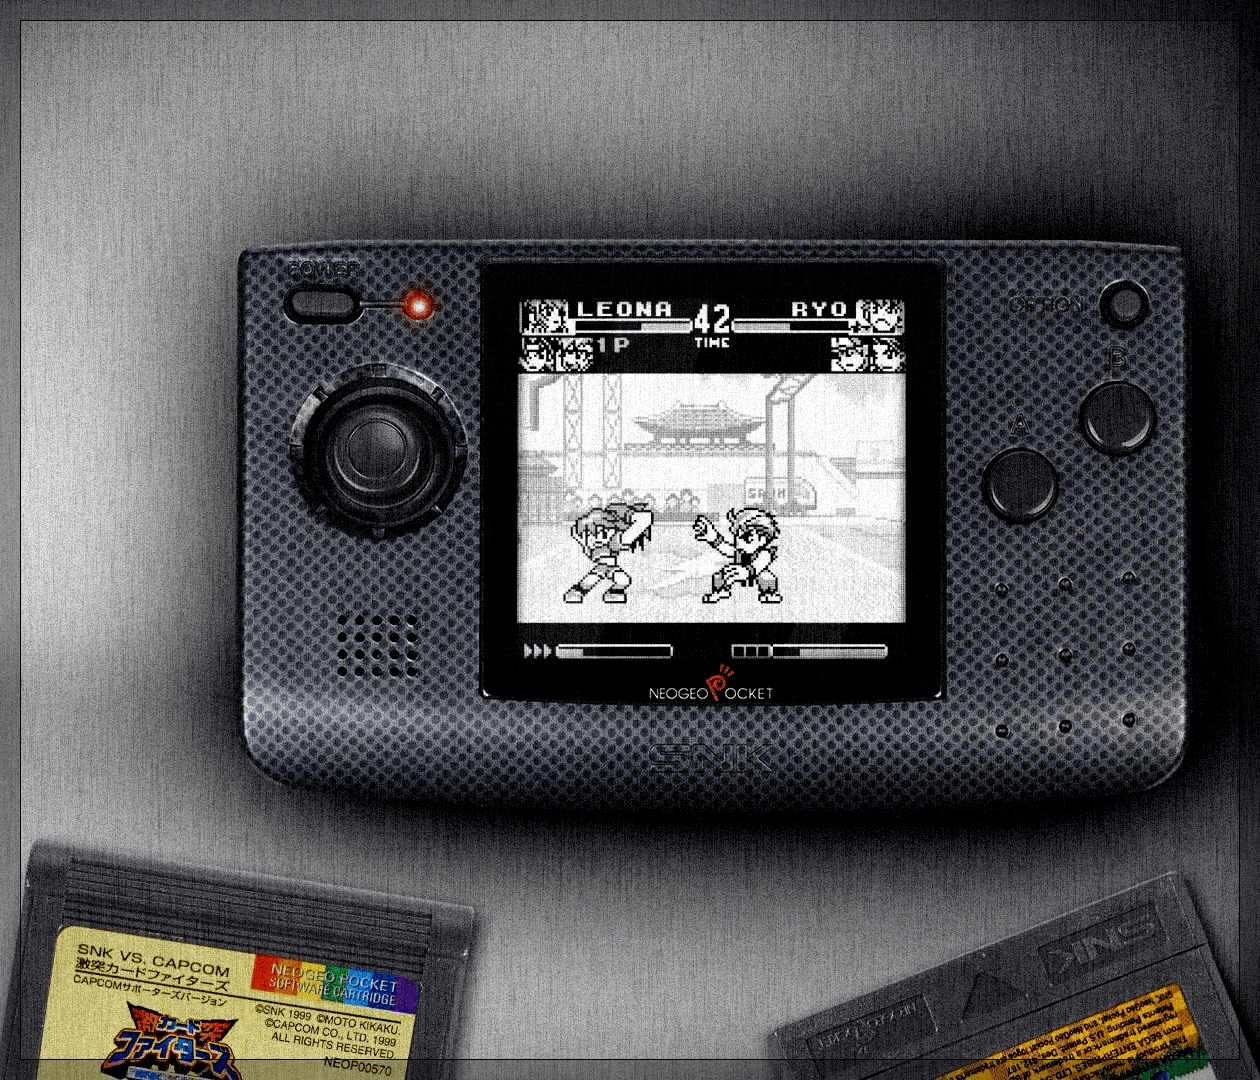 POWER
OPTION
LEONA
42
RYO
1P
TIME
B
A
NEOGEO POCKET
SNK
SNK VS. CAPCOM
激突カードファイターズ
CAPCOMサポーターズバージョン
NEOGEO POCKET
SOFTWARE CARTRIDGE
©SNK 1999 ©MOTO KIKAKU.
©CAPCOM CO., LTD. 1999
ALL RIGHTS RESERVED
NEOP00570
カード
ファイターズ
SNK